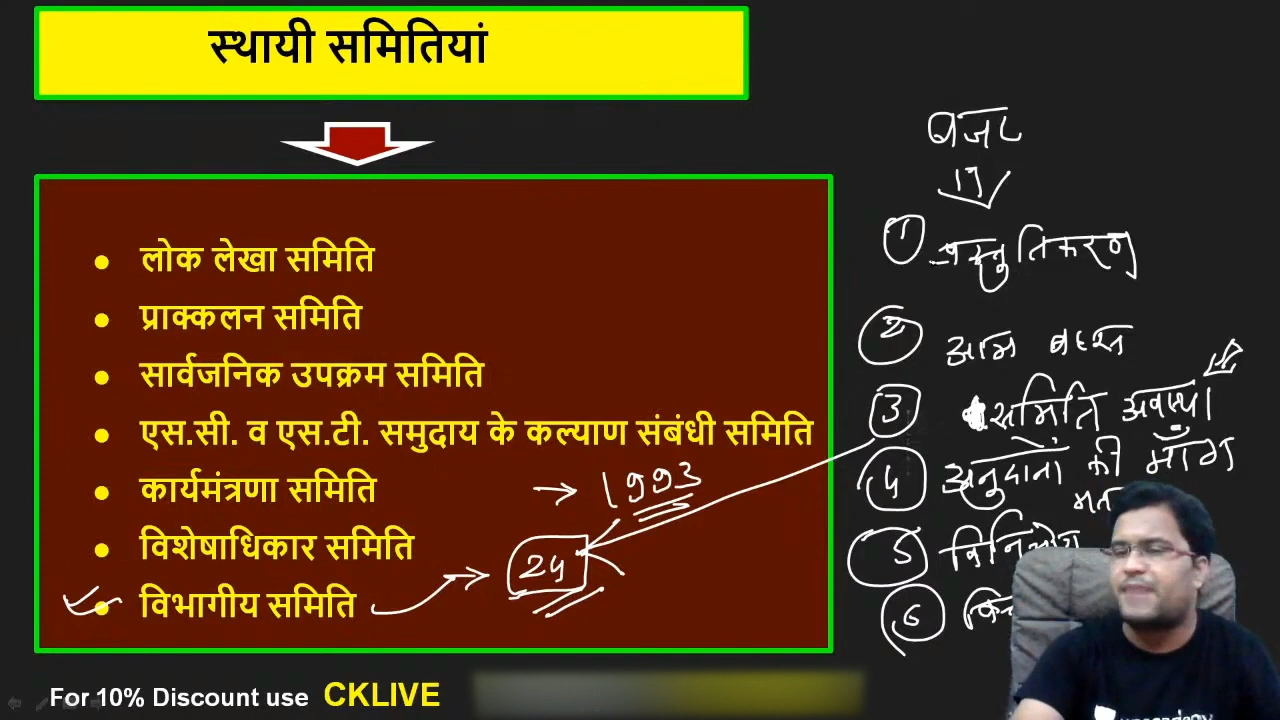 स्थायी समितियां
लोक लेखा समिति
प्राक्कलन समिति
सार्वजनिक उपक्रम समिति
एस.सी. व एस.टी. समुदाय के कल्याण संबंधी समिति
कार्यमंत्रणा समिति
→ 1993
विशेषाधिकार समिति
विभागीय समिति
24
बजट
1 प्रस्तुतिकरण
2 आम बहस
3 समिति अवस्था
4 अनुदानों की माँग
मत
5
6
For 10% Discount use CKLIVE